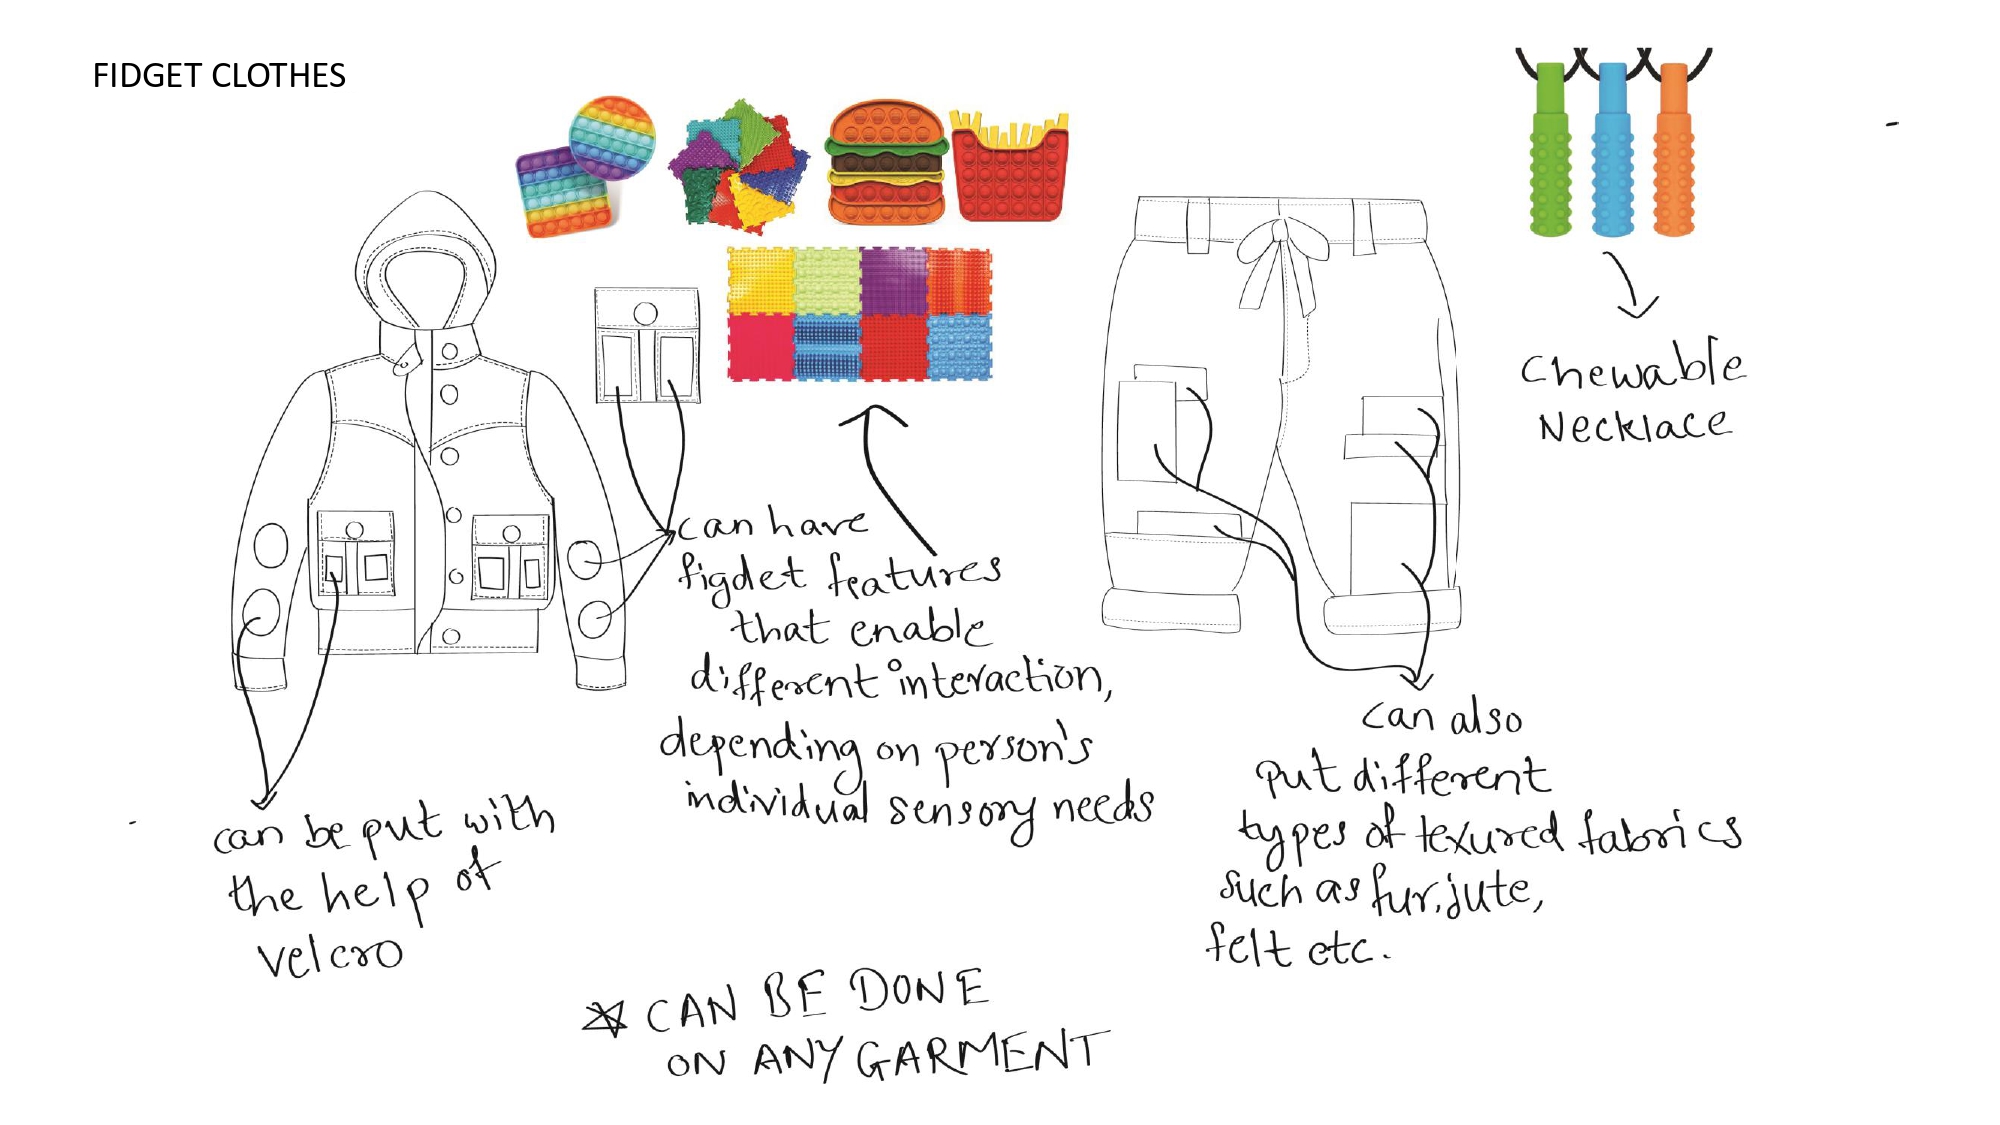 FIDGET CLOTHES
Chewable
Necklace
can have
figdet features
that enable
different interaction,
depending on person's
individual sensory needs
can also
put different
types of texured fabrics
such as fur, jute,
felt etc.
can be put with
the help of
velcro
☆ CAN BE DONE
ON ANY GARMENT